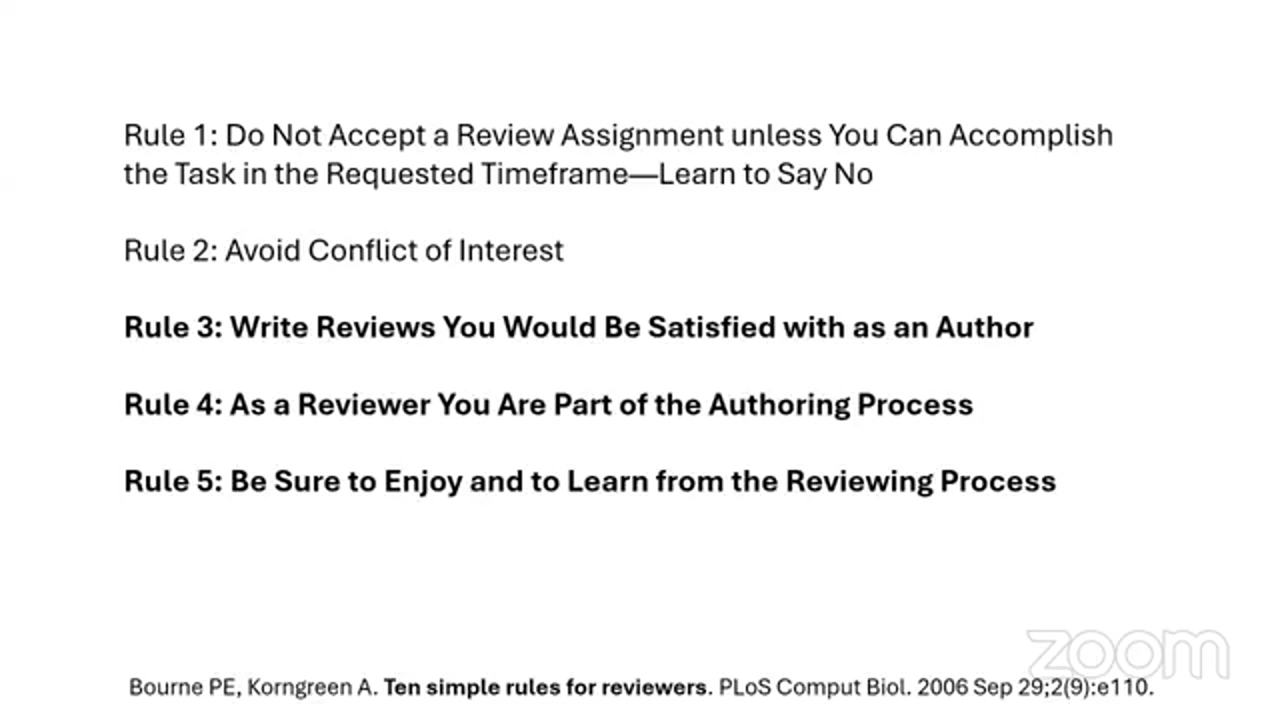 Rule 1: Do Not Accept a Review Assignment unless You Can Accomplish
the Task in the Requested Timeframe—Learn to Say No
Rule 2: Avoid Conflict of Interest
Rule 3: Write Reviews You Would Be Satisfied with as an Author
Rule 4: As a Reviewer You Are Part of the Authoring Process
Rule 5: Be Sure to Enjoy and to Learn from the Reviewing Process
zoom
Bourne PE, Korngreen A. Ten simple rules for reviewers. PLoS Comput Biol. 2006 Sep 29;2(9):e110.